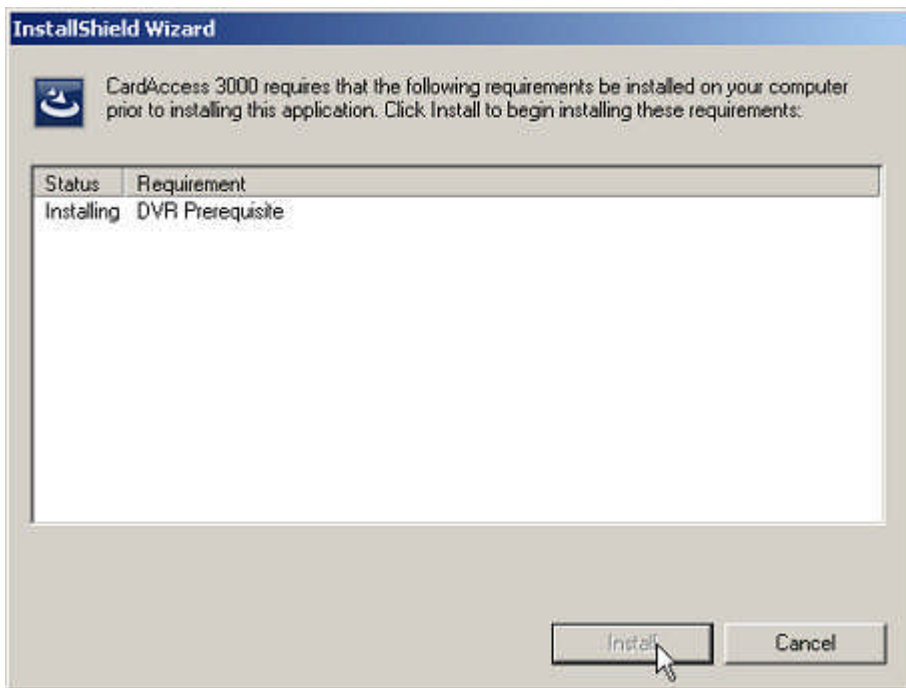 InstallShield Wizard
CardAccess 3000 requires that the following requirements be installed on your computer
prior to installing this application. Click Install to begin installing these requirements:
Status Requirement
Installing DVR Prerequisite
Install Cancel